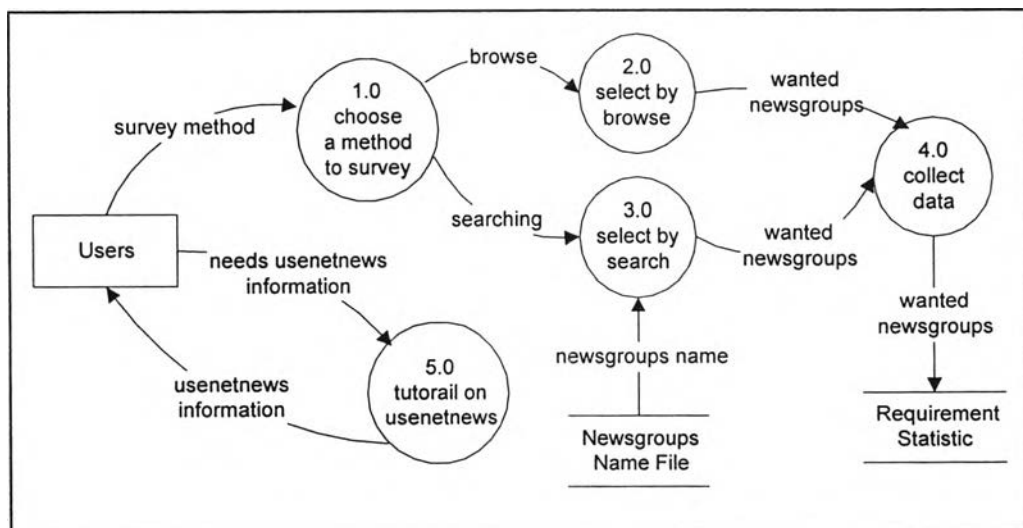 browse
2.0
select by
browse
wanted
newsgroups
1.0
choose
a method
to survey
survey method
4.0
collect
data
searching
3.0
select by
search
wanted
newsgroups
Users
needs usenetnews
information
wanted
newsgroups
newsgroups name
5.0
tutorail on
usenetnews
usenetnews
information
Newsgroups
Name File
Requirement
Statistic